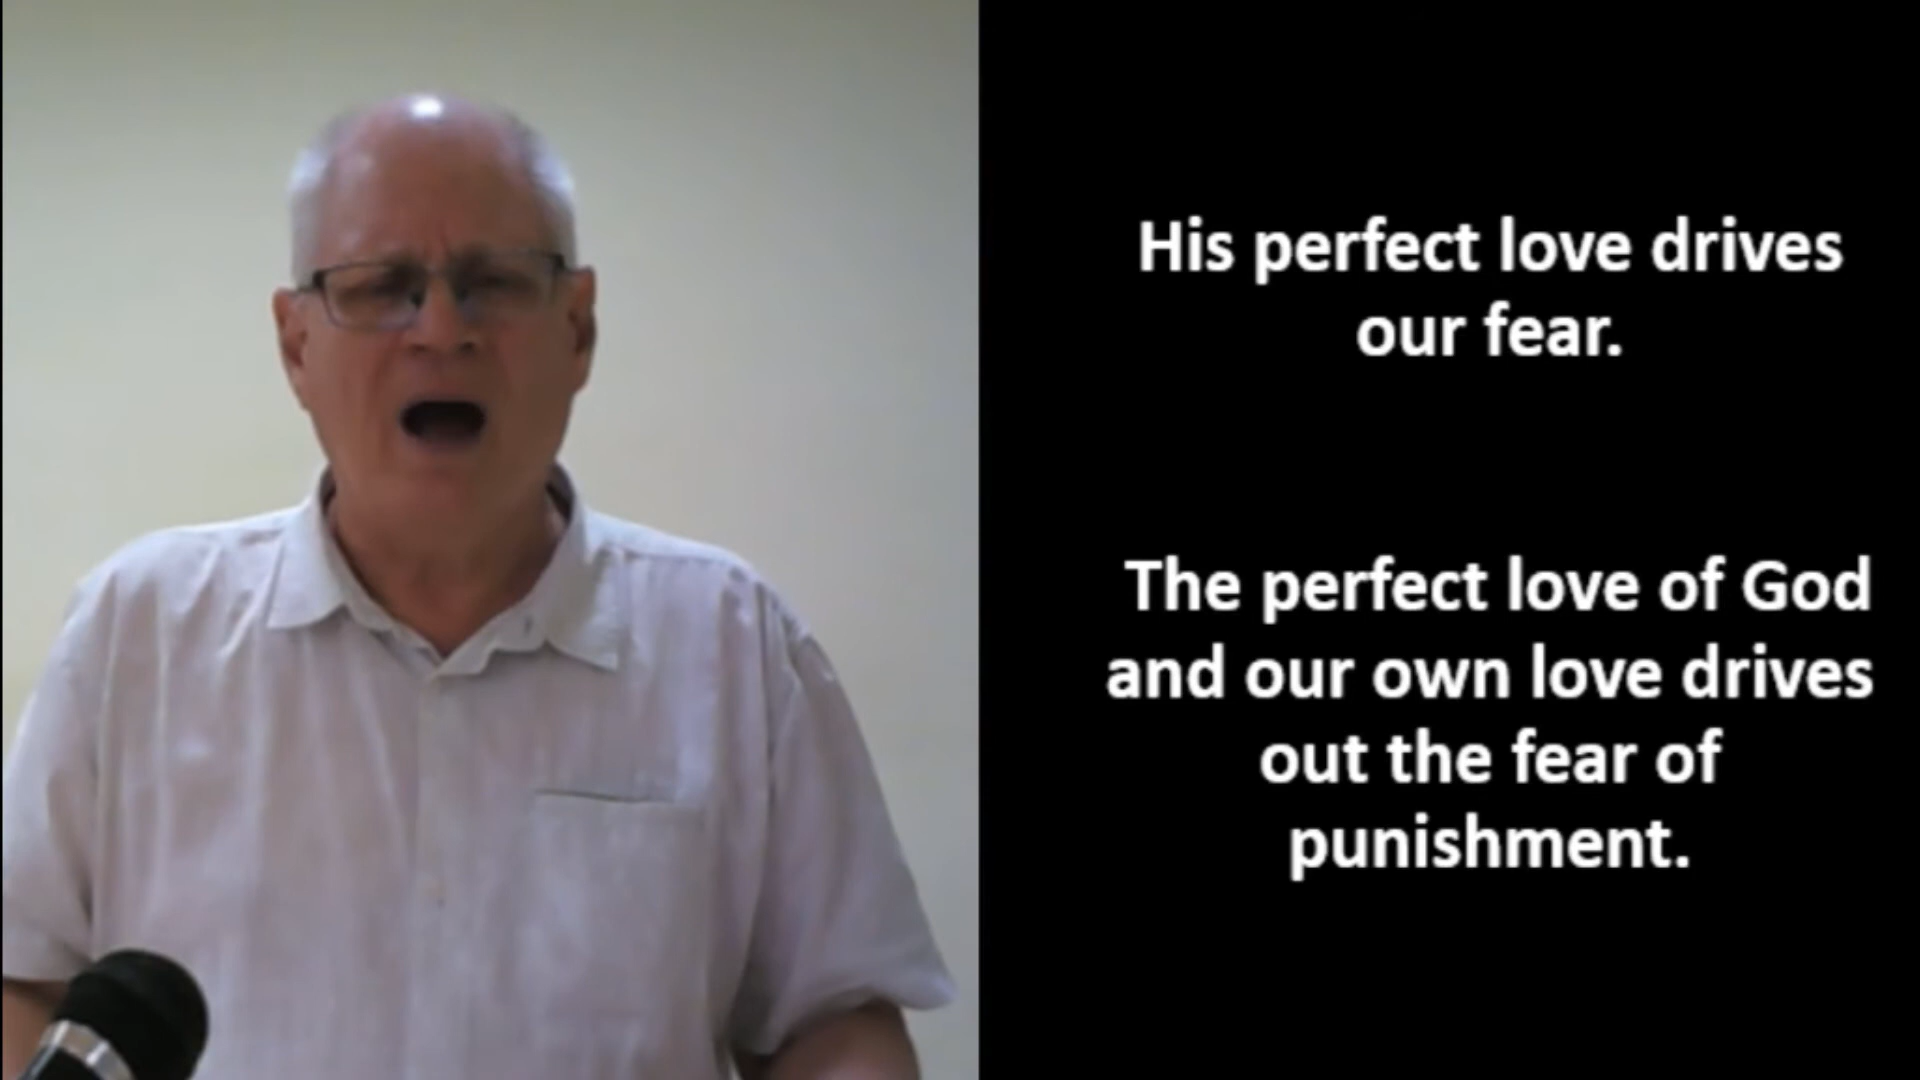 His perfect love drives
our fear.
The perfect love of God
and our own love drives
out the fear of
punishment.